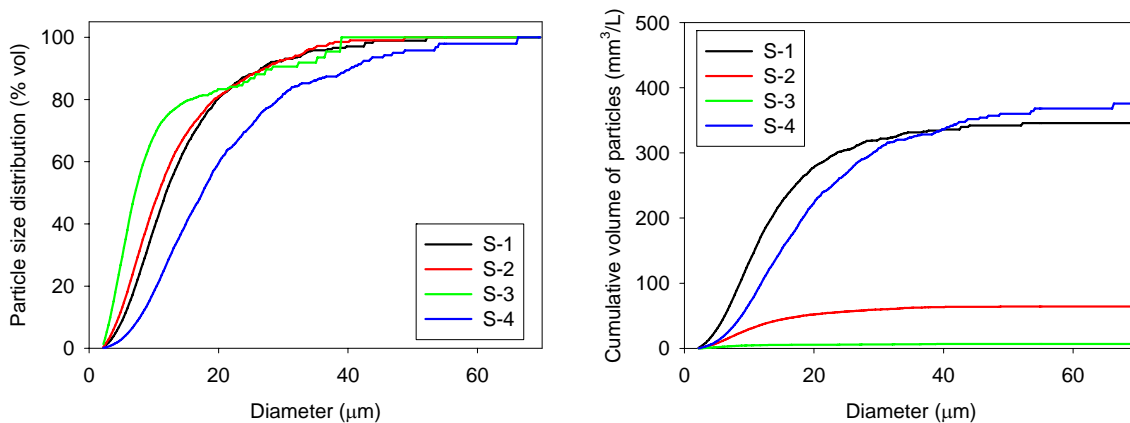 Particle size distribution (% vol)
100
80
60
40
20
0
S-1
S-2
S-3
S-4
0 20 40 60
Diameter (μm)
Cumulative volume of particles (mm³/L)
500
400
300
200
100
0
S-1
S-2
S-3
S-4
0 20 40 60
Diameter (μm)